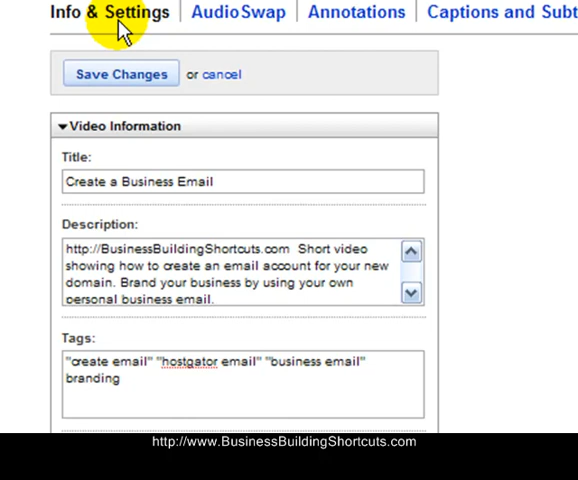 Info & Settings AudioSwap Annotations Captions and Subt
Save Changes or cancel
Video Information
Title:
Create a Business Email
Description:
http://BusinessBuildingShortcuts.com Short video
showing how to create an email account for your new
domain. Brand your business by using your own
personal business email.
Tags:
"create email" "hostgator email" "business email"
branding
http://www.BusinessBuildingShortcuts.com